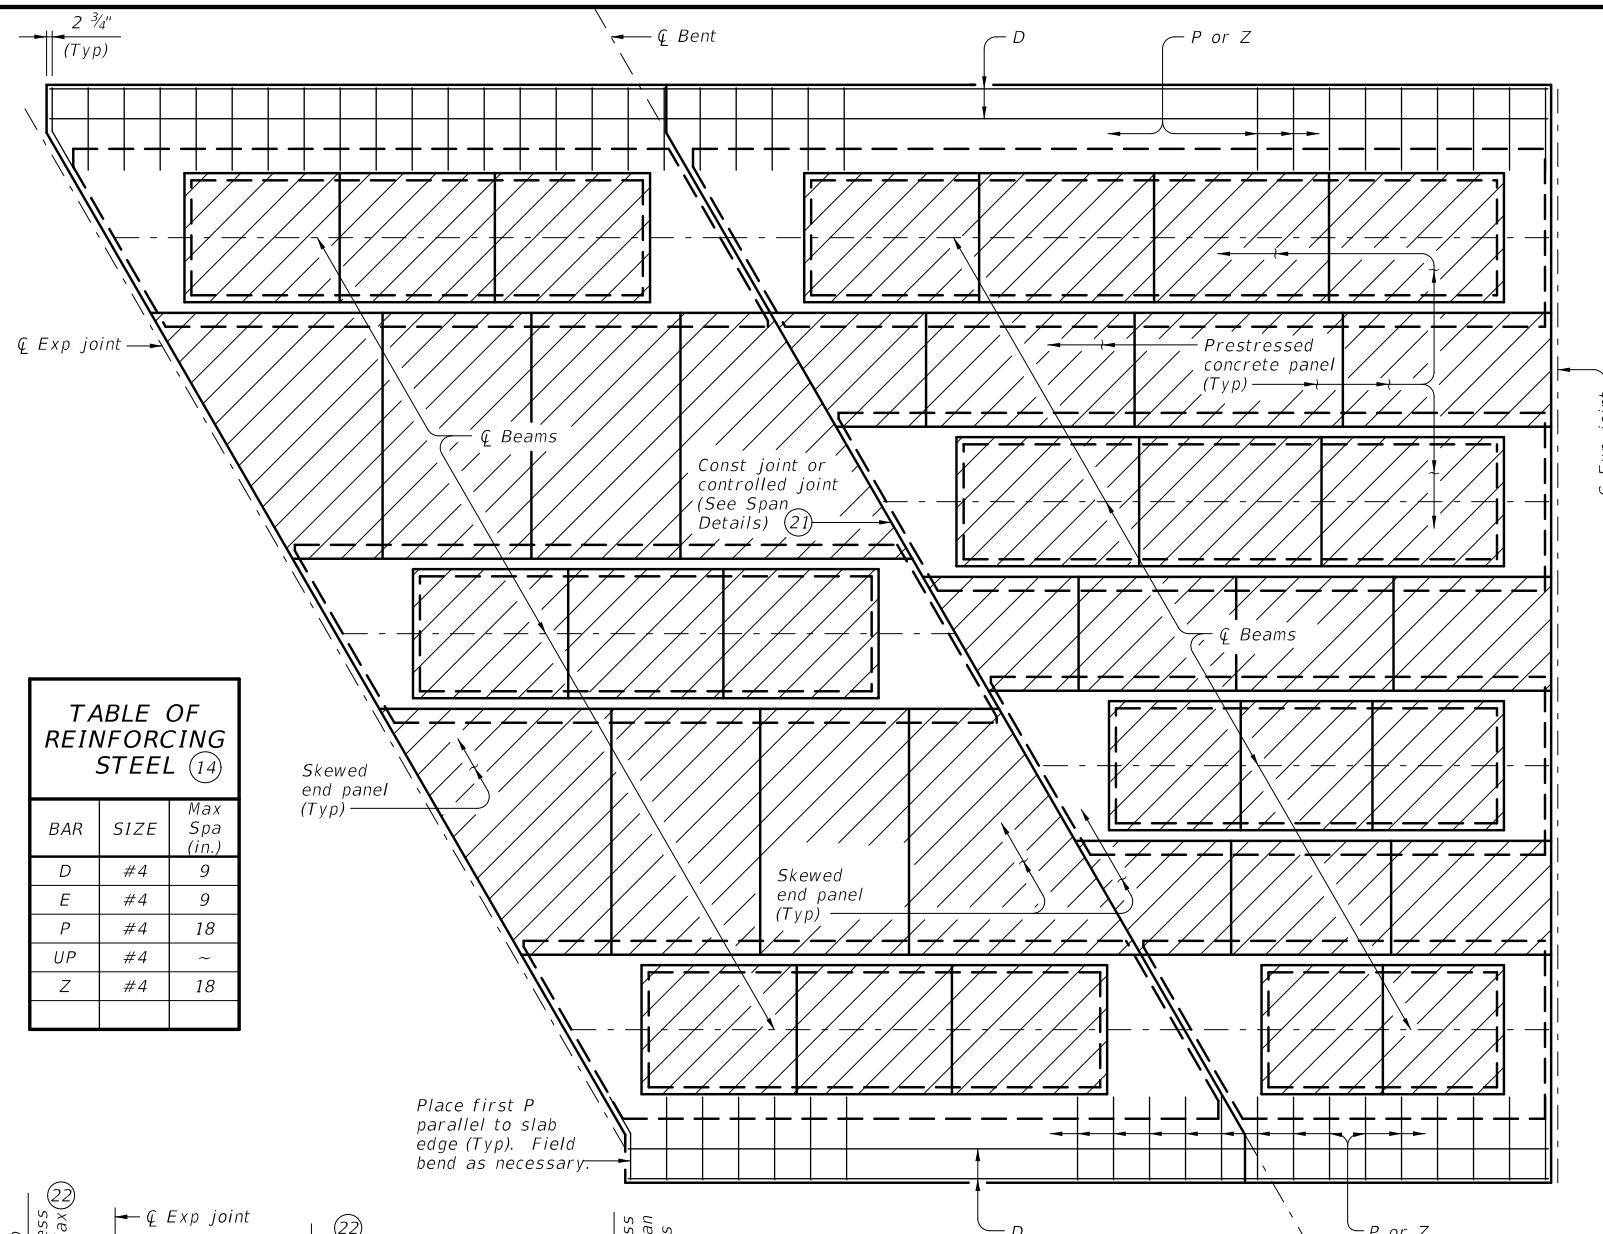 2 ¾"
(Typ)
℄ Bent
D
P or Z
℄ Exp joint
Prestressed
concrete panel
(Typ)
℄ Beams
Const joint or
controlled joint
(See Span
Details) 21
℄ Beams
TABLE OF
REINFORCING
STEEL 14
BAR SIZE Max Spa (in.)
D #4 9
E #4 9
P #4 18
UP #4 ~
Z #4 18
Skewed
end panel
(Typ)
Skewed
end panel
(Typ)
Place first P
parallel to slab
edge (Typ). Field
bend as necessary.
22
℄ Exp joint
22
D
P or Z